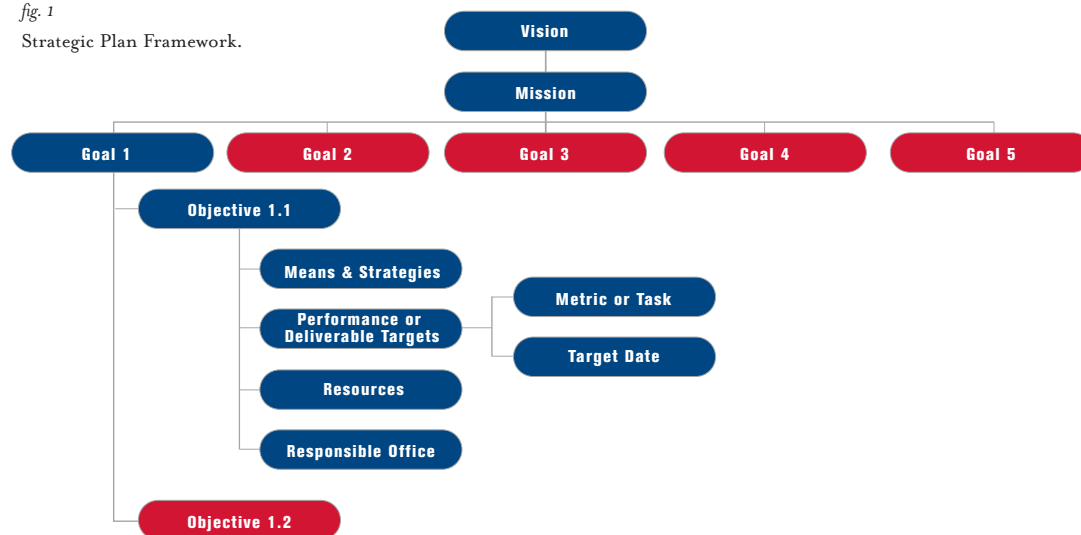 fig. 1
Strategic Plan Framework.
Vision
Mission
Goal 1
Goal 2
Goal 3
Goal 4
Goal 5
Objective 1.1
Means & Strategies
Performance or
Deliverable Targets
Metric or Task
Target Date
Resources
Responsible Office
Objective 1.2